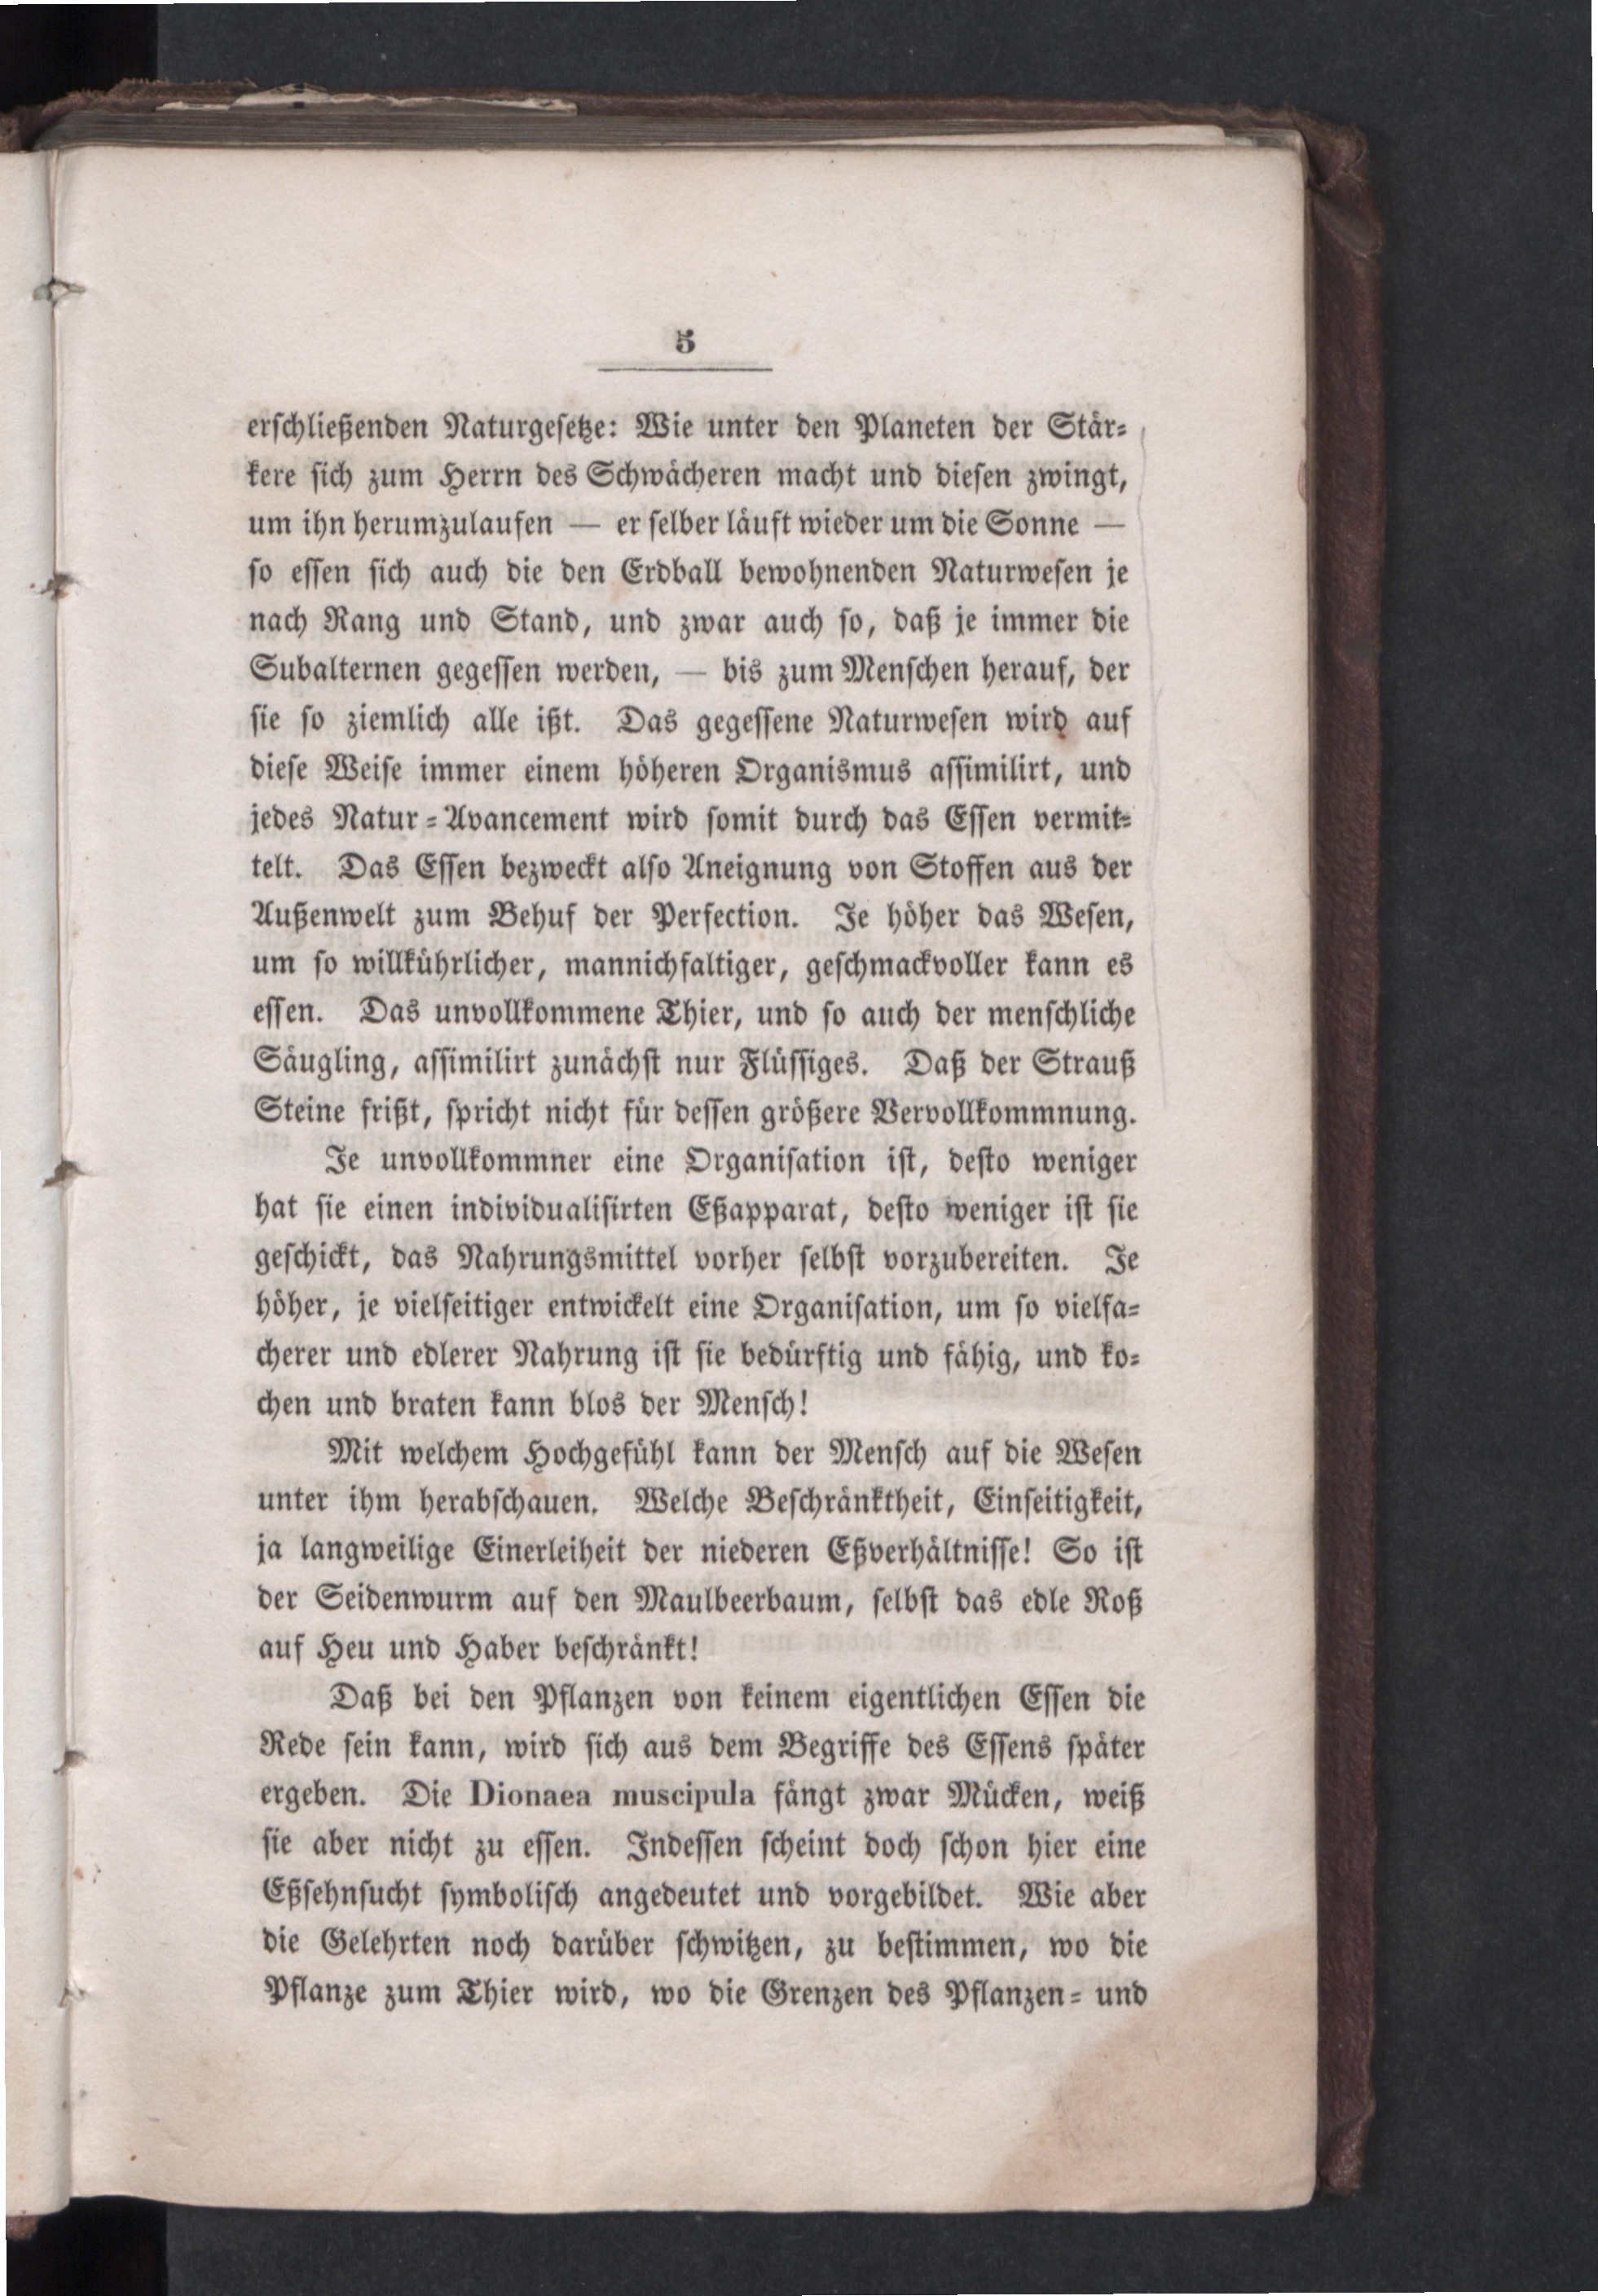 5
erschließenden Naturgesetze: Wie unter den Planeten der Stär-
kere sich zum Herrn des Schwächeren macht und diesen zwingt,
um ihn herumzulaufen — er selber läuft wieder um die Sonne —
so essen sich auch die den Erdball bewohnenden Naturwesen je
nach Rang und Stand, und zwar auch so, daß je immer die
Subalternen gegessen werden, — bis zum Menschen herauf, der
sie so ziemlich alle ißt. Das gegessene Naturwesen wird auf
diese Weise immer einem höheren Organismus assimilirt, und
jedes Natur-Avancement wird somit durch das Essen vermit-
telt. Das Essen bezweckt also Aneignung von Stoffen aus der
Außenwelt zum Behuf der Perfection. Je höher das Wesen,
um so willkührlicher, mannichfaltiger, geschmackvoller kann es
essen. Das unvollkommene Thier, und so auch der menschliche
Säugling, assimilirt zunächst nur Flüssiges. Daß der Strauß
Steine frißt, spricht nicht für dessen größere Vervollkommnung.
Je unvollkommner eine Organisation ist, desto weniger
hat sie einen individualisirten Eßapparat, desto weniger ist sie
geschickt, das Nahrungsmittel vorher selbst vorzubereiten. Je
höher, je vielseitiger entwickelt eine Organisation, um so vielfa-
cherer und edlerer Nahrung ist sie bedürftig und fähig, und ko-
chen und braten kann blos der Mensch!
Mit welchem Hochgefühl kann der Mensch auf die Wesen
unter ihm herabschauen. Welche Beschränktheit, Einseitigkeit,
ja langweilige Einerleiheit der niederen Eßverhältnisse! So ist
der Seidenwurm auf den Maulbeerbaum, selbst das edle Roß
auf Heu und Haber beschränkt!
Daß bei den Pflanzen von keinem eigentlichen Essen die
Rede sein kann, wird sich aus dem Begriffe des Essens später
ergeben. Die Dionaea muscipula fängt zwar Mücken, weiß
sie aber nicht zu essen. Indessen scheint doch schon hier eine
Eßsehnsucht symbolisch angedeutet und vorgebildet. Wie aber
die Gelehrten noch darüber schwitzen, zu bestimmen, wo die
Pflanze zum Thier wird, wo die Grenzen des Pflanzen- und